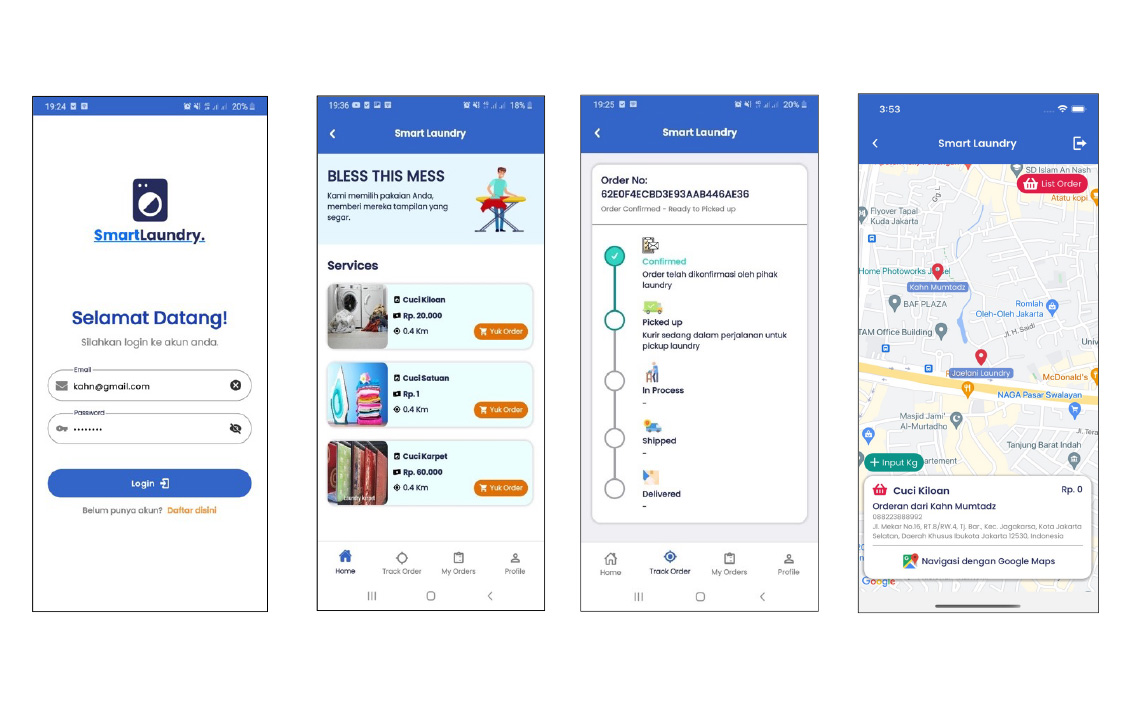 19:24
20%
SmartLaundry.
Selamat Datang!
Silahkan login ke akun anda.
Email
kahn@gmail.com
Password
Login
Belum punya akun? Daftar disini
19:36
18%
Smart Laundry
BLESS THIS MESS
Kami memilih pakaian Anda,
memberi mereka tampilan yang
segar.
Services
Cuci Kiloan
Rp. 20.000
0.4 Km
Yuk Order
Cuci Satuan
Rp. 1
0.4 Km
Yuk Order
Cuci Karpet
Rp. 60.000
0.4 Km
Yuk Order
Home
Track Order
My Orders
Profile
19:25
20%
Smart Laundry
Order No:
62E0F4ECBD3E93AAB446AE36
Order Confirmed - Ready to Picked up
Confirmed
Order telah dikonfirmasi oleh pihak
laundry
Picked up
Kurir sedang dalam perjalanan untuk
pickup laundry
In Process
-
Shipped
-
Delivered
-
Home
Track Order
My Orders
Profile
3:53
Smart Laundry
SD Islam An Nash
List Order
Atatu kopi
Flyover Tapal
Kuda Jakarta
Home Photoworks
Kahn Mumtadz
BAF PLAZA
Romlah
Oleh-Oleh Jakarta
TAM Office Building
Jl. H. Saidi
Univ
Jaelani Laundry
McDonald's
NAGA Pasar Swalayan
Masjid Jami'
Al-Murtadho
Jl. Tera
Tanjung Barat Indah
Input Kg
artement
Cuci Kiloan
Rp. 0
Orderan dari Kahn Mumtadz
088223688992
Jl. Mekar No.16, RT.8/RW.4, Tj. Bar., Kec. Jagakarsa, Kota Jakarta
Selatan, Daerah Khusus Ibukota Jakarta 12530, Indonesia
Navigasi dengan Google Maps
Google